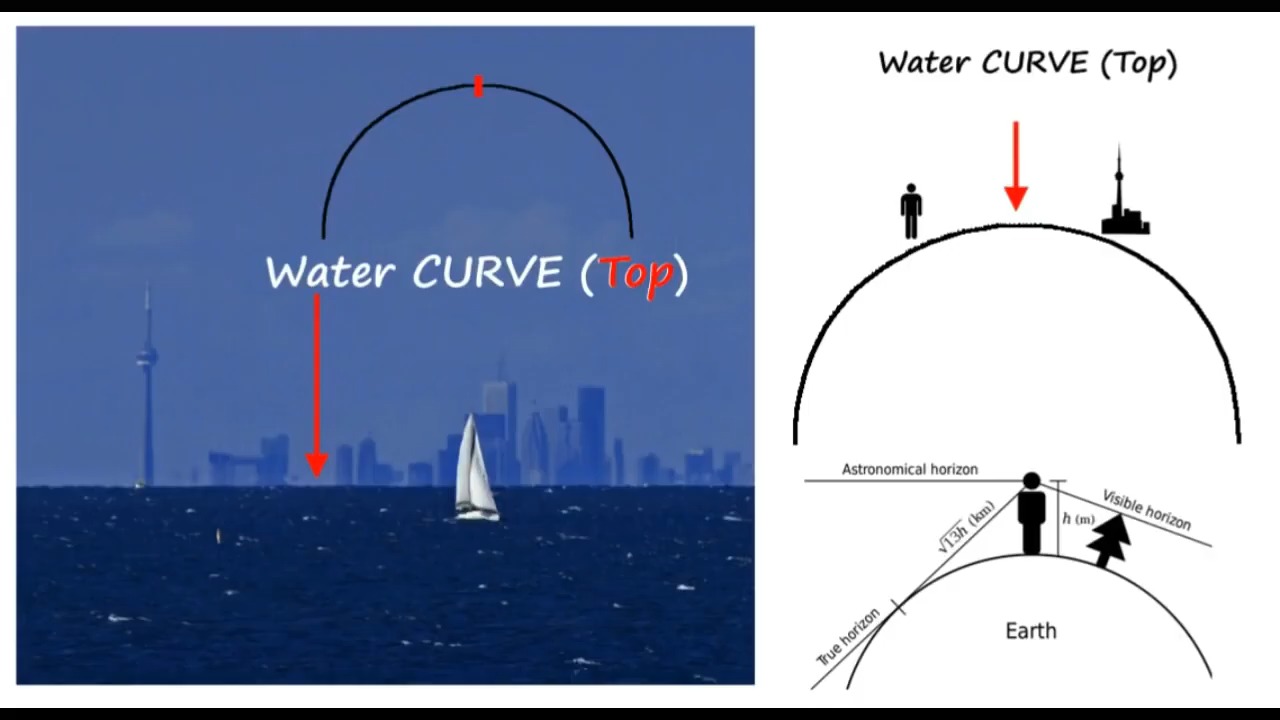 Water CURVE (Top)
Water CURVE (Top)
Astronomical horizon
Visible horizon
h (m)
√13h (km)
True horizon
Earth